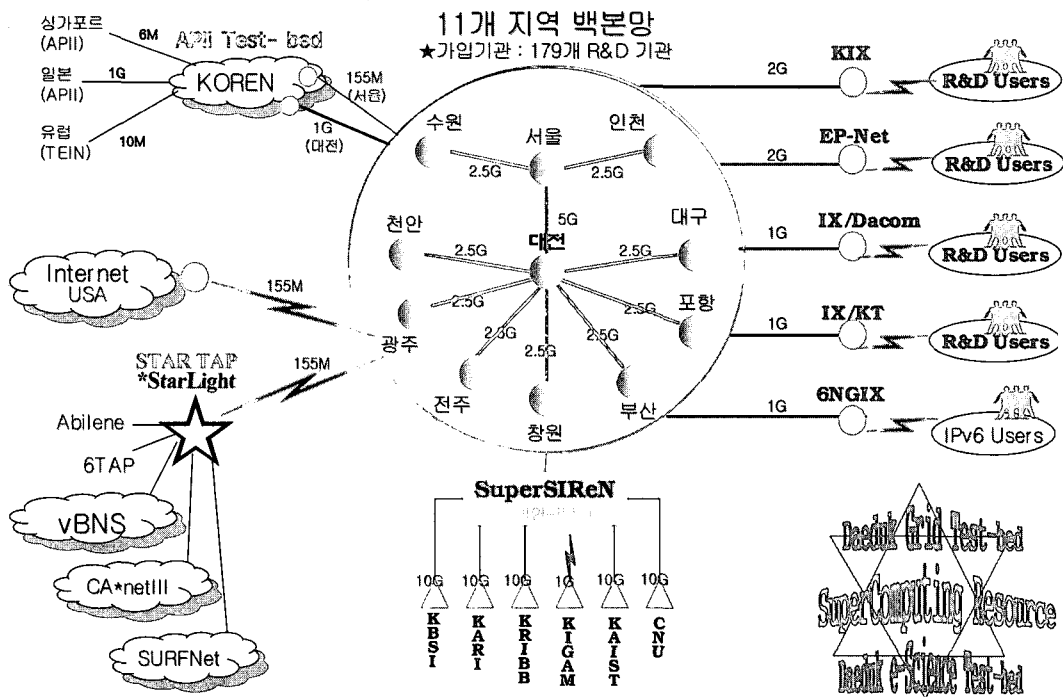 11개 지역 백본망
★가입기관 : 179개 R&D 기관
싱가포르
(APII)
6M
APII Test-bed
일본
(APII)
1G
KOREN
155M
(서울)
유럽
(TEIN)
10M
1G
(대전)
수원
서울
인천
2.5G
2.5G
5G
천안
대전
대구
2.5G
2.5G
광주
2.5G
2.5G
포항
2.5G
2.5G
2.5G
전주
창원
부산
KIX
2G
R&D Users
EP-Net
2G
R&D Users
IX/Dacom
1G
R&D Users
IX/KT
1G
R&D Users
6NGIX
1G
IPv6 Users
Internet
USA
155M
STAR TAP
*StarLight
155M
Abilene
6TAP
vBNS
CA*netIII
SURFNet
SuperSIReN
10G
10G
10G
1G
10G
10G
KBSI
KARI
KRIBB
KIGAM
KAIST
CNU
Daeduk Grid Test-bed
SuperComputing Resource
Daeduk e-Science Test-bed